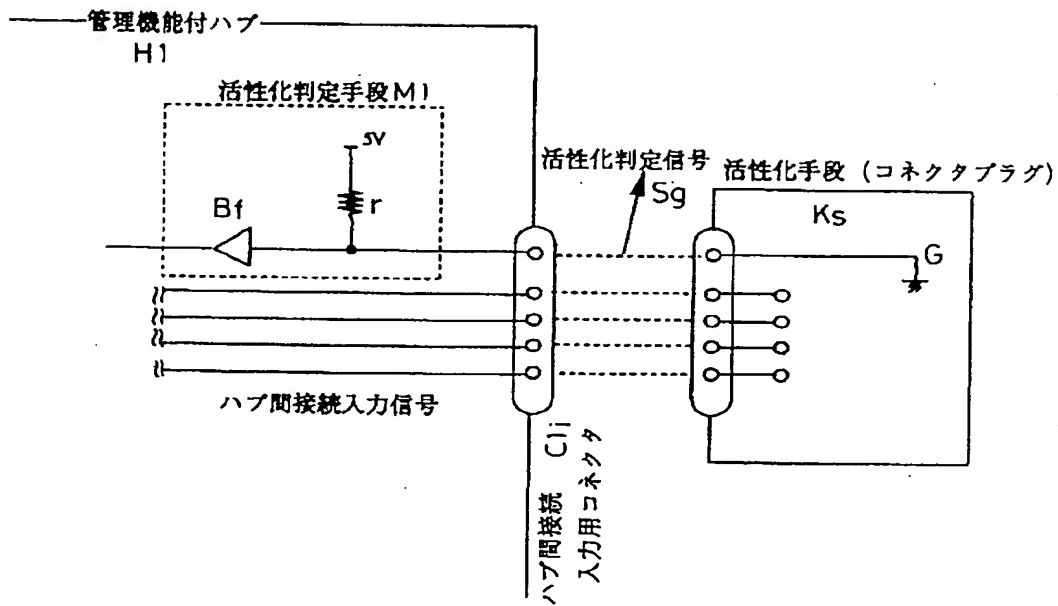 管理機能付ハブ
H1
活性化判定手段M1
5V
r
Bf
活性化判定信号
Sg
活性化手段（コネクタプラグ）
Ks
G
ハブ間接続入力信号
ハブ間接続 C1i
入力用コネクタ